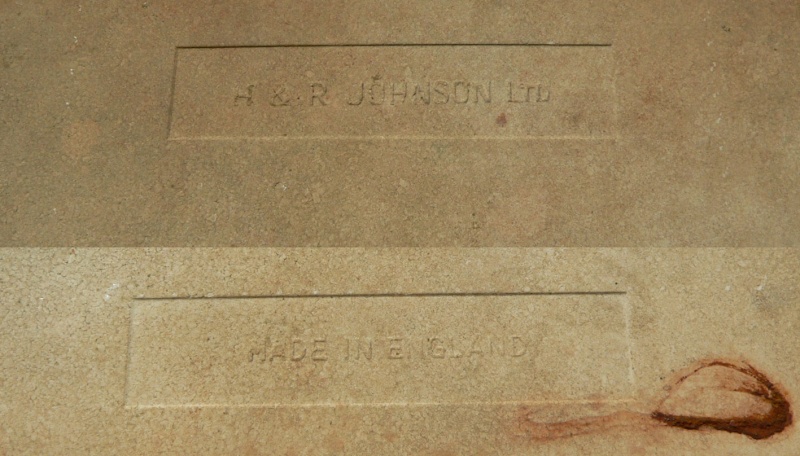 H & R JOHNSON LTD
MADE IN ENGLAND